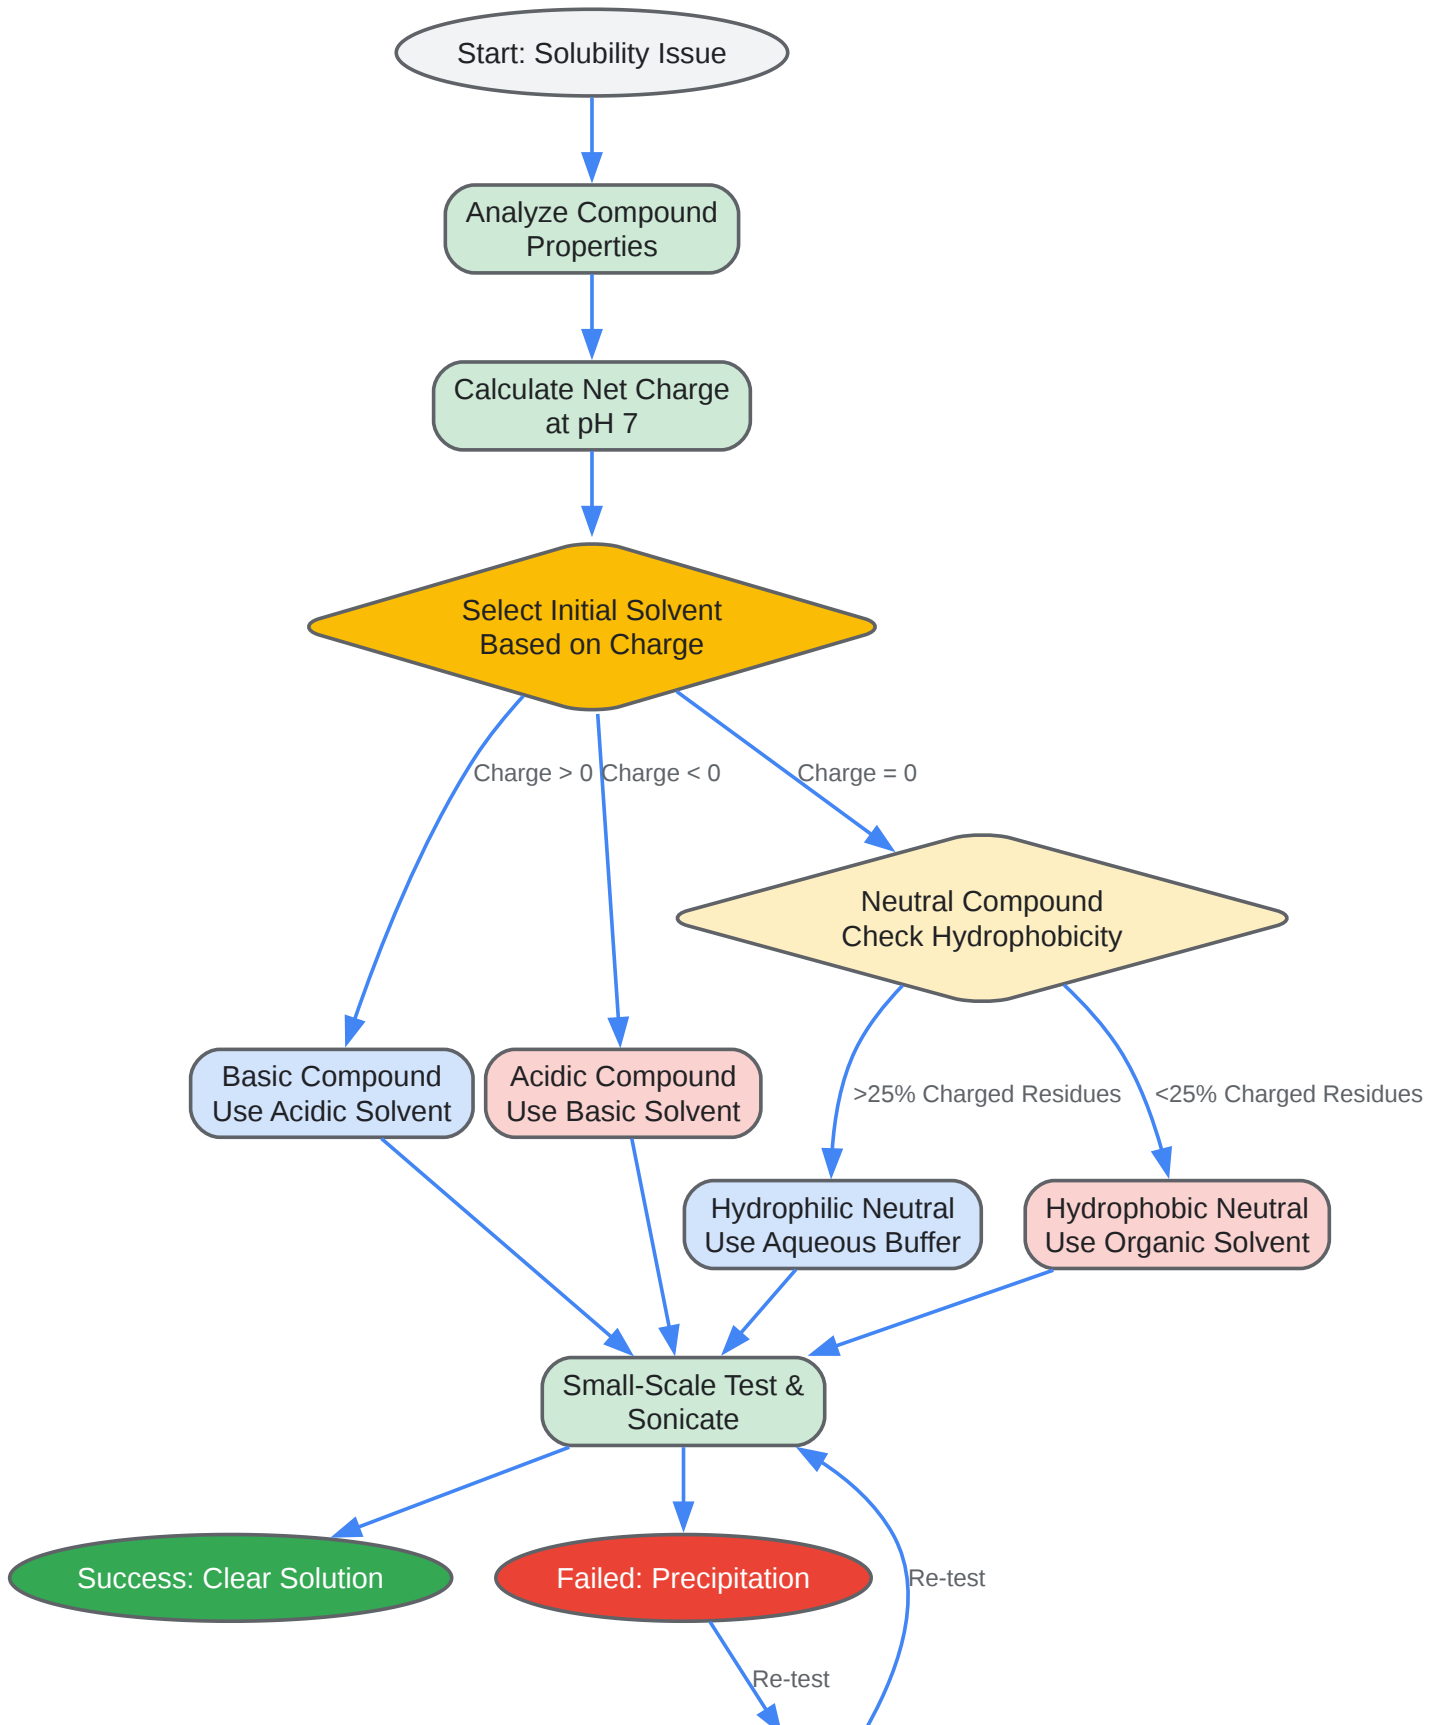 Start: Solubility Issue
Analyze Compound
Properties
Calculate Net Charge
at pH 7
Select Initial Solvent
Based on Charge
Charge > 0
Charge < 0
Charge = 0
Neutral Compound
Check Hydrophobicity
Basic Compound
Use Acidic Solvent
Acidic Compound
Use Basic Solvent
>25% Charged Residues
<25% Charged Residues
Hydrophilic Neutral
Use Aqueous Buffer
Hydrophobic Neutral
Use Organic Solvent
Small-Scale Test &
Sonicate
Success: Clear Solution
Failed: Precipitation
Re-test
Re-test